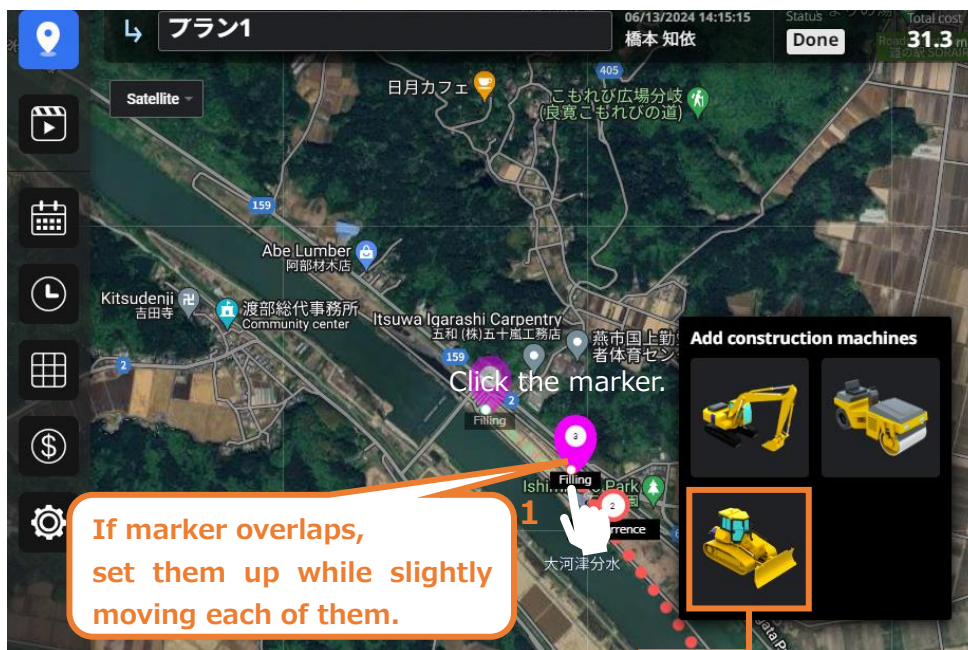 プラン1
06/13/2024 14:15:15
橋本 知依
Status
Done
Total cost
31.3 m
Satellite
日月カフェ
405
こもれび広場分岐
(良寛こもれびの道)
159
Abe Lumber
阿部材木店
Kitsudenji
吉田寺
渡部総代事務所
Community center
Itsuwa Igarashi Carpentry
五和 (株)五十嵐工務店
燕市国上勤
者体育セン
Add construction machines
2
159
Click the marker.
2
Filling
3
Filling
Park
1
2
rrence
If marker overlaps,
set them up while slightly
moving each of them.
大河津分水